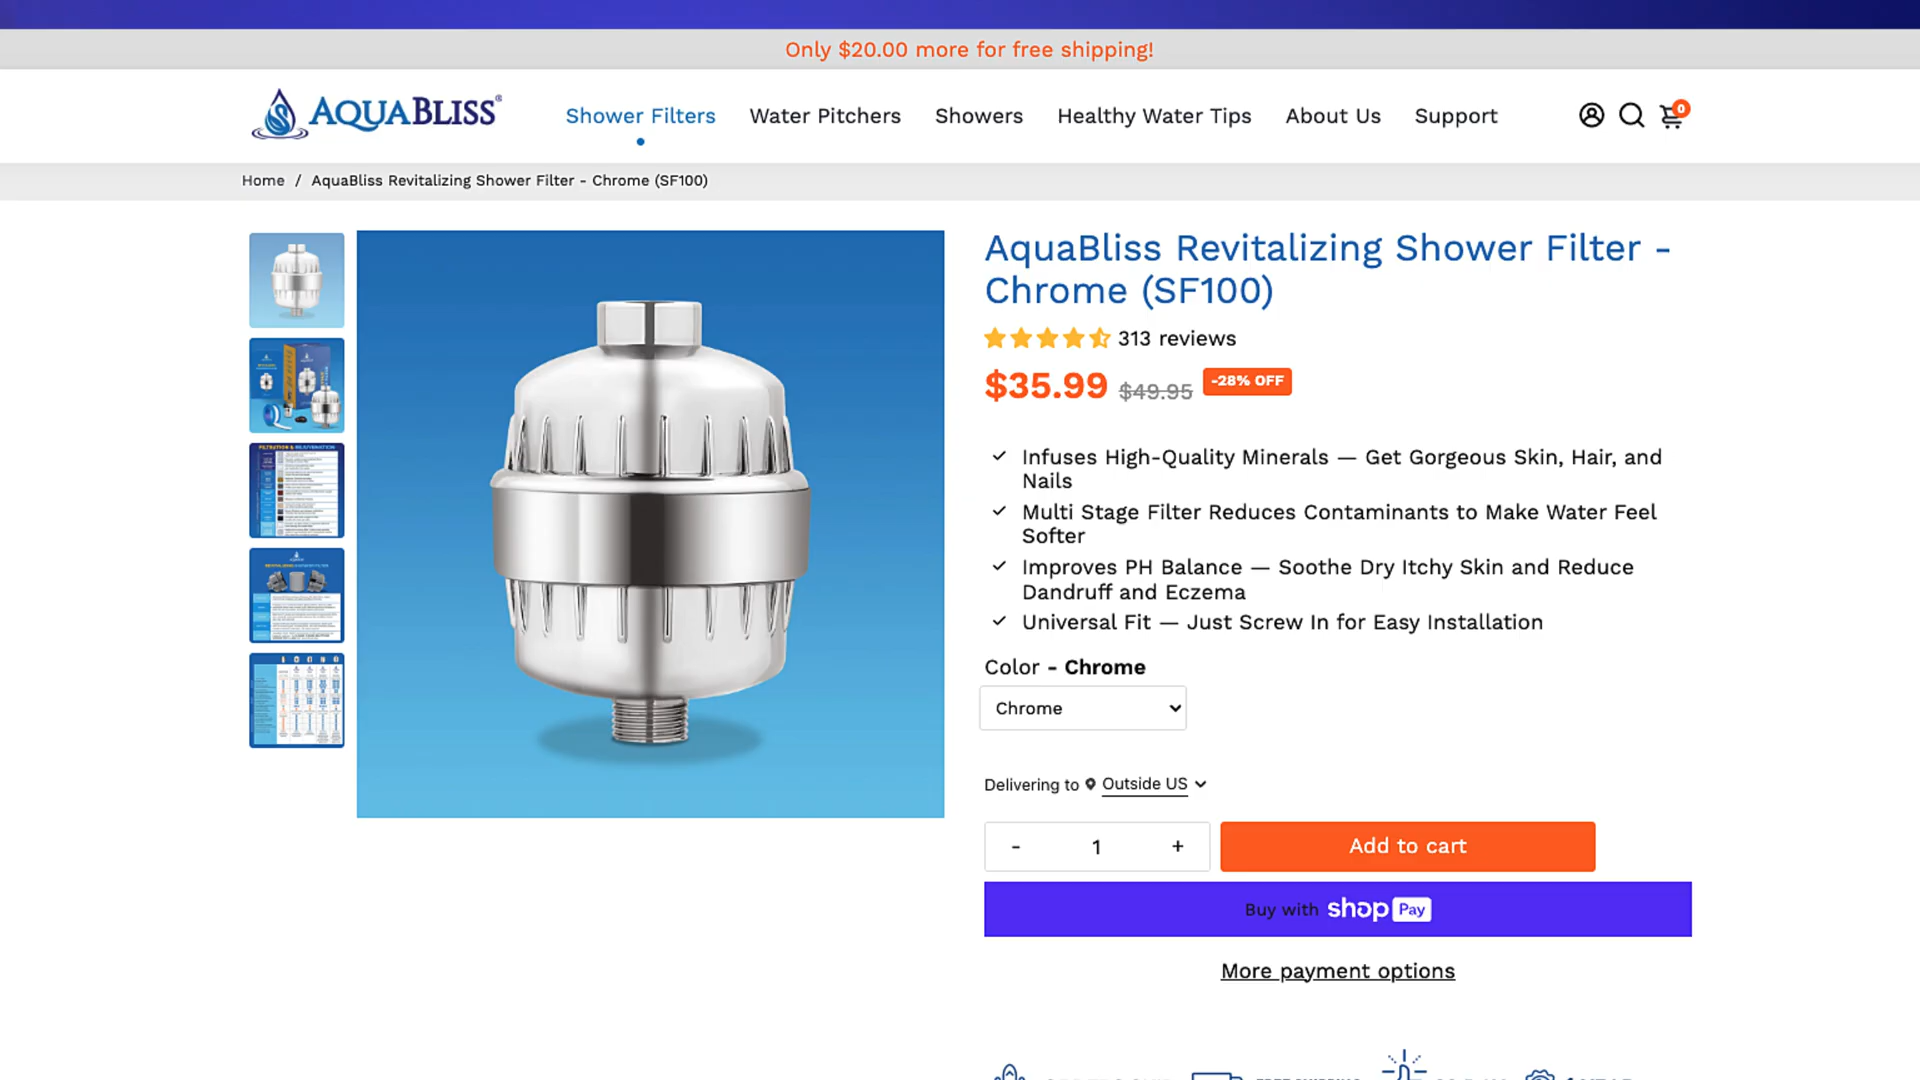 Only $20.00 more for free shipping!
AQUABLISS®
Shower Filters
Water Pitchers
Showers
Healthy Water Tips
About Us
Support
0
Home / AquaBliss Revitalizing Shower Filter - Chrome (SF100)
AquaBliss Revitalizing Shower Filter -
Chrome (SF100)
313 reviews
$35.99 $49.95 -28% OFF
Infuses High-Quality Minerals — Get Gorgeous Skin, Hair, and
Nails
Multi Stage Filter Reduces Contaminants to Make Water Feel
Softer
Improves PH Balance — Soothe Dry Itchy Skin and Reduce
Dandruff and Eczema
Universal Fit — Just Screw In for Easy Installation
Color - Chrome
Chrome
Delivering to Outside US
- 1 +
Add to cart
Buy with shop Pay
More payment options